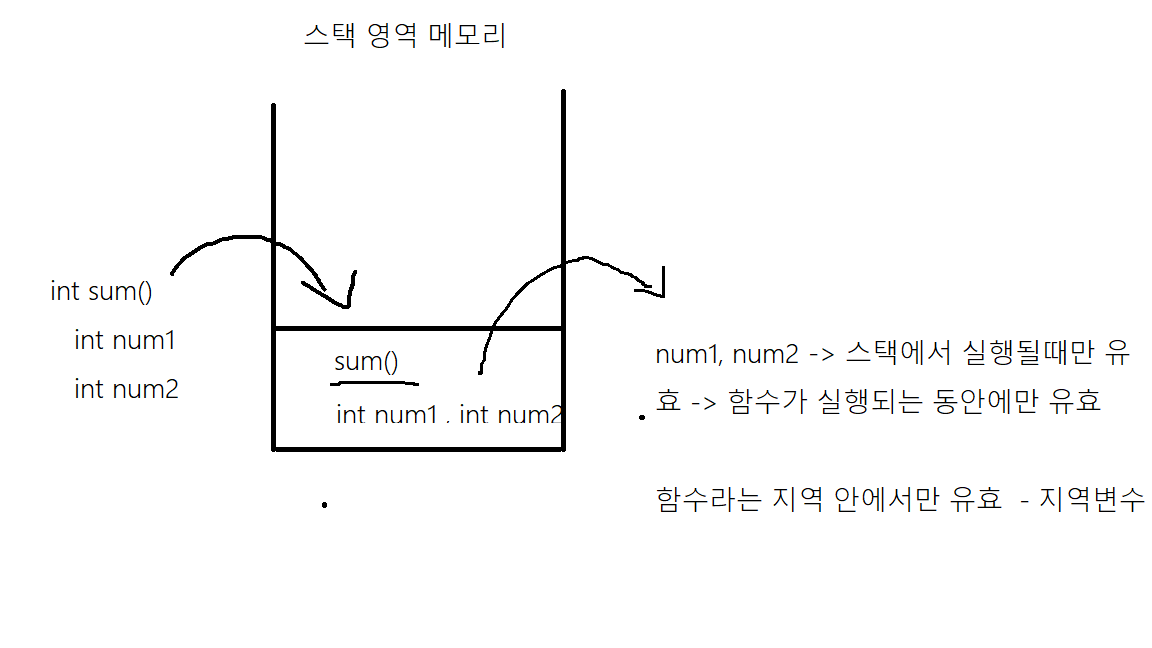 스택 영역 메모리
int sum()
int num1
int num2
sum()
int num1 , int num2
num1, num2 -> 스택에서 실행될때만 유
효 -> 함수가 실행되는 동안에만 유효
함수라는 지역 안에서만 유효 - 지역변수